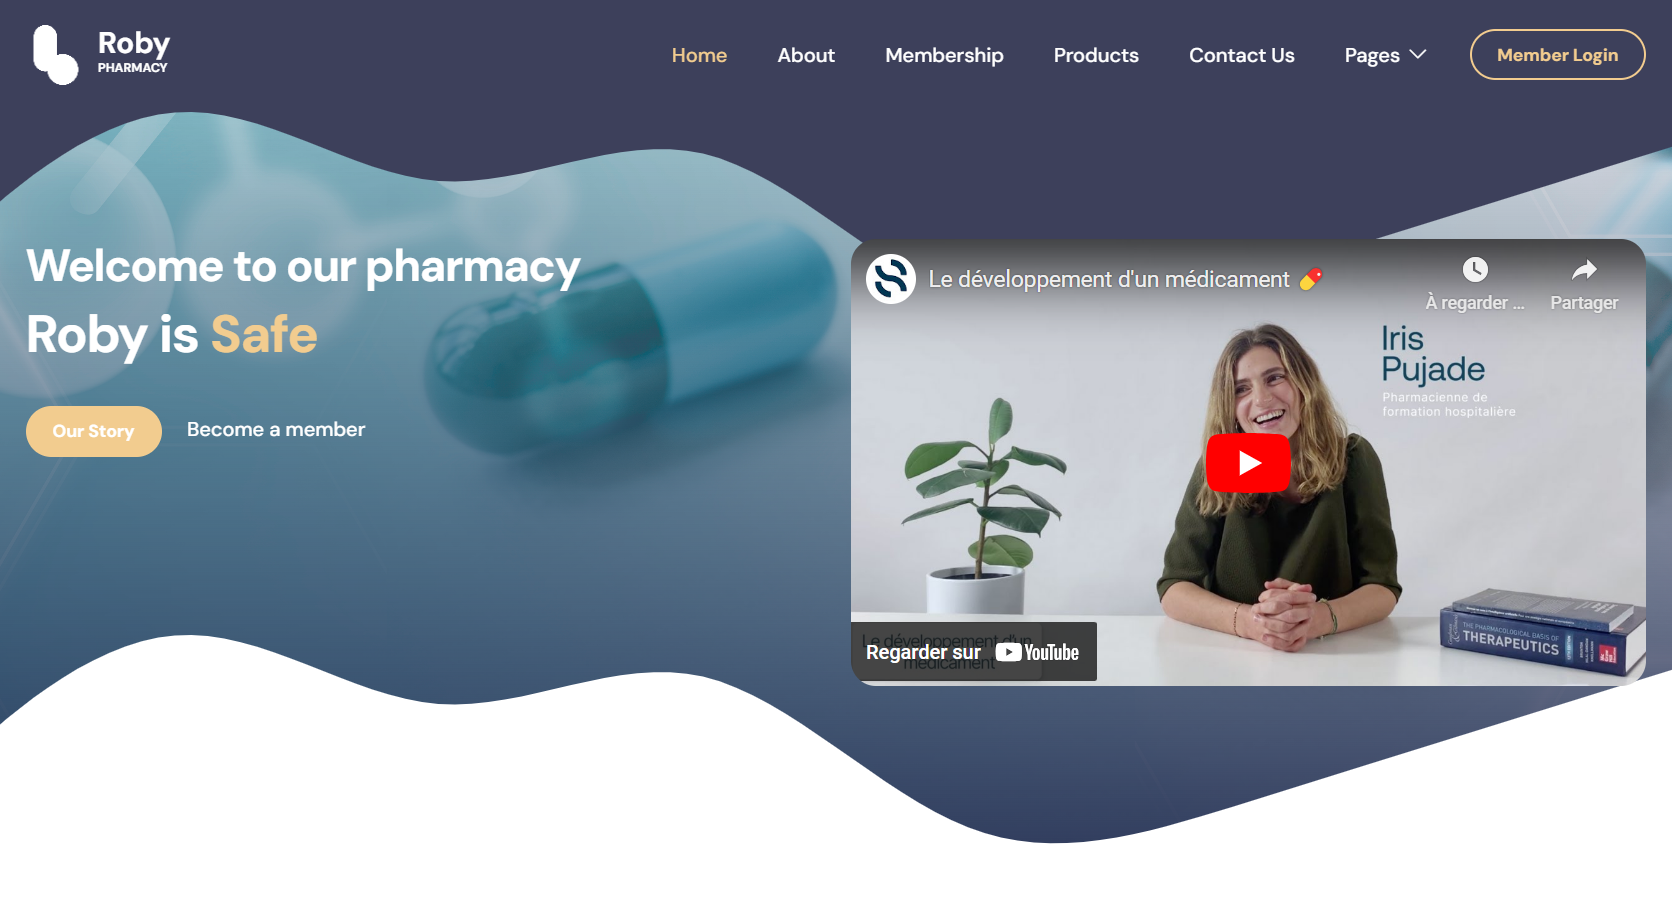 Roby
PHARMACY
Home
About
Membership
Products
Contact Us
Pages
Member Login
Welcome to our pharmacy
Roby is Safe
Our Story
Become a member
Le développement d'un médicament
À regarder ...
Partager
Iris
Pujade
Pharmacienne de
formation hospitalière
THE PHARMACOLOGICAL BASIS OF
THERAPEUTICS
Le développement d'un
médicament
Regarder sur YouTube